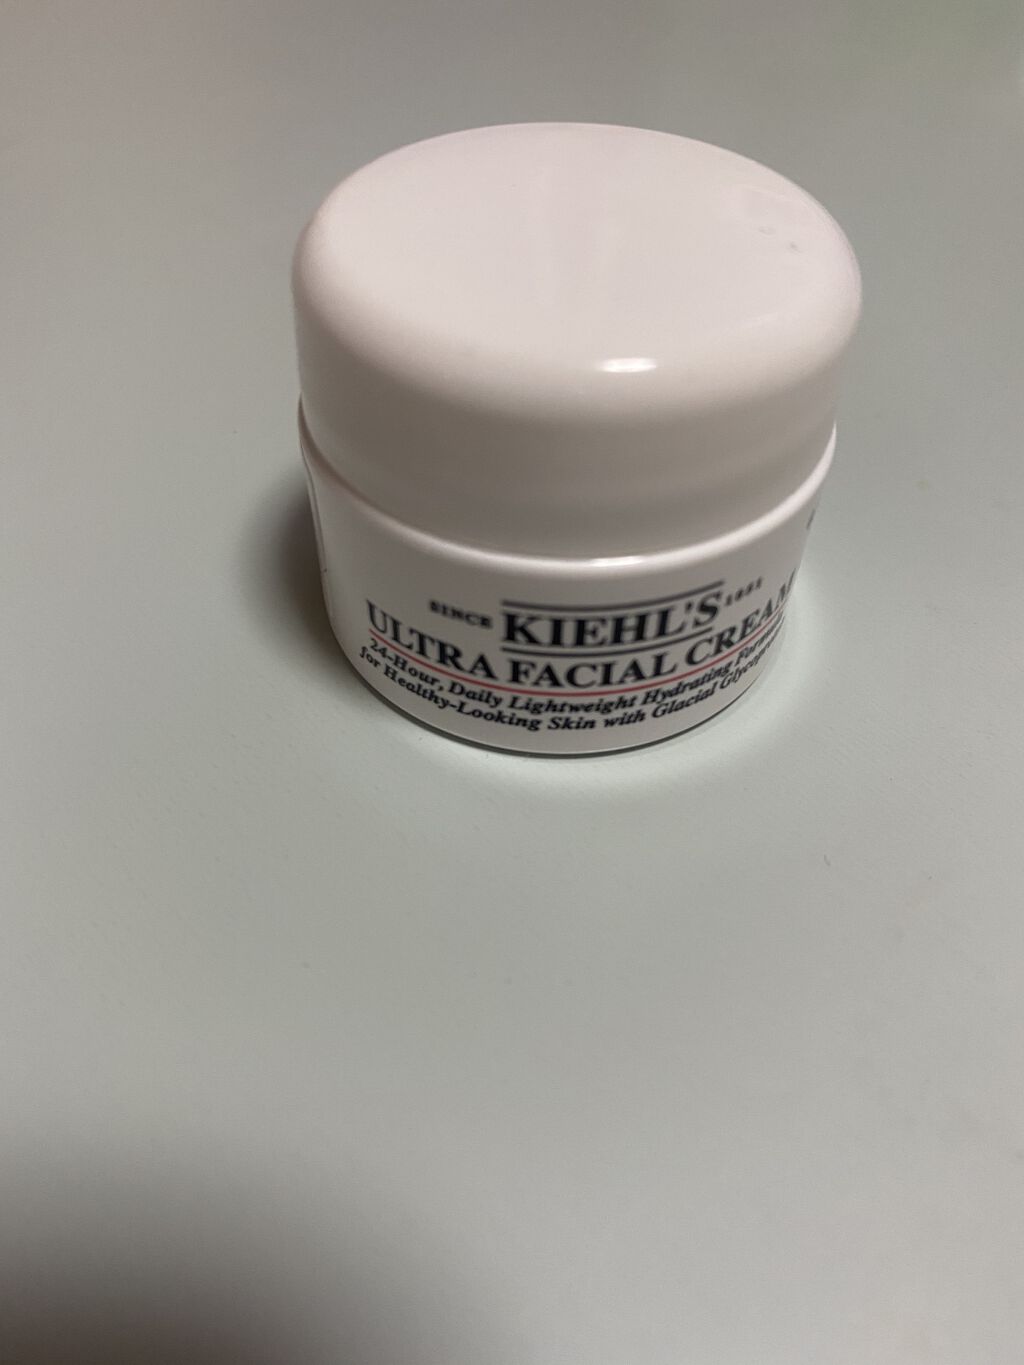 SINCE KIEHL'S 1851
ULTRA FACIAL CREAM
24-Hour, Daily Lightweight Hydrating
for Healthy-Looking Skin with Glacial